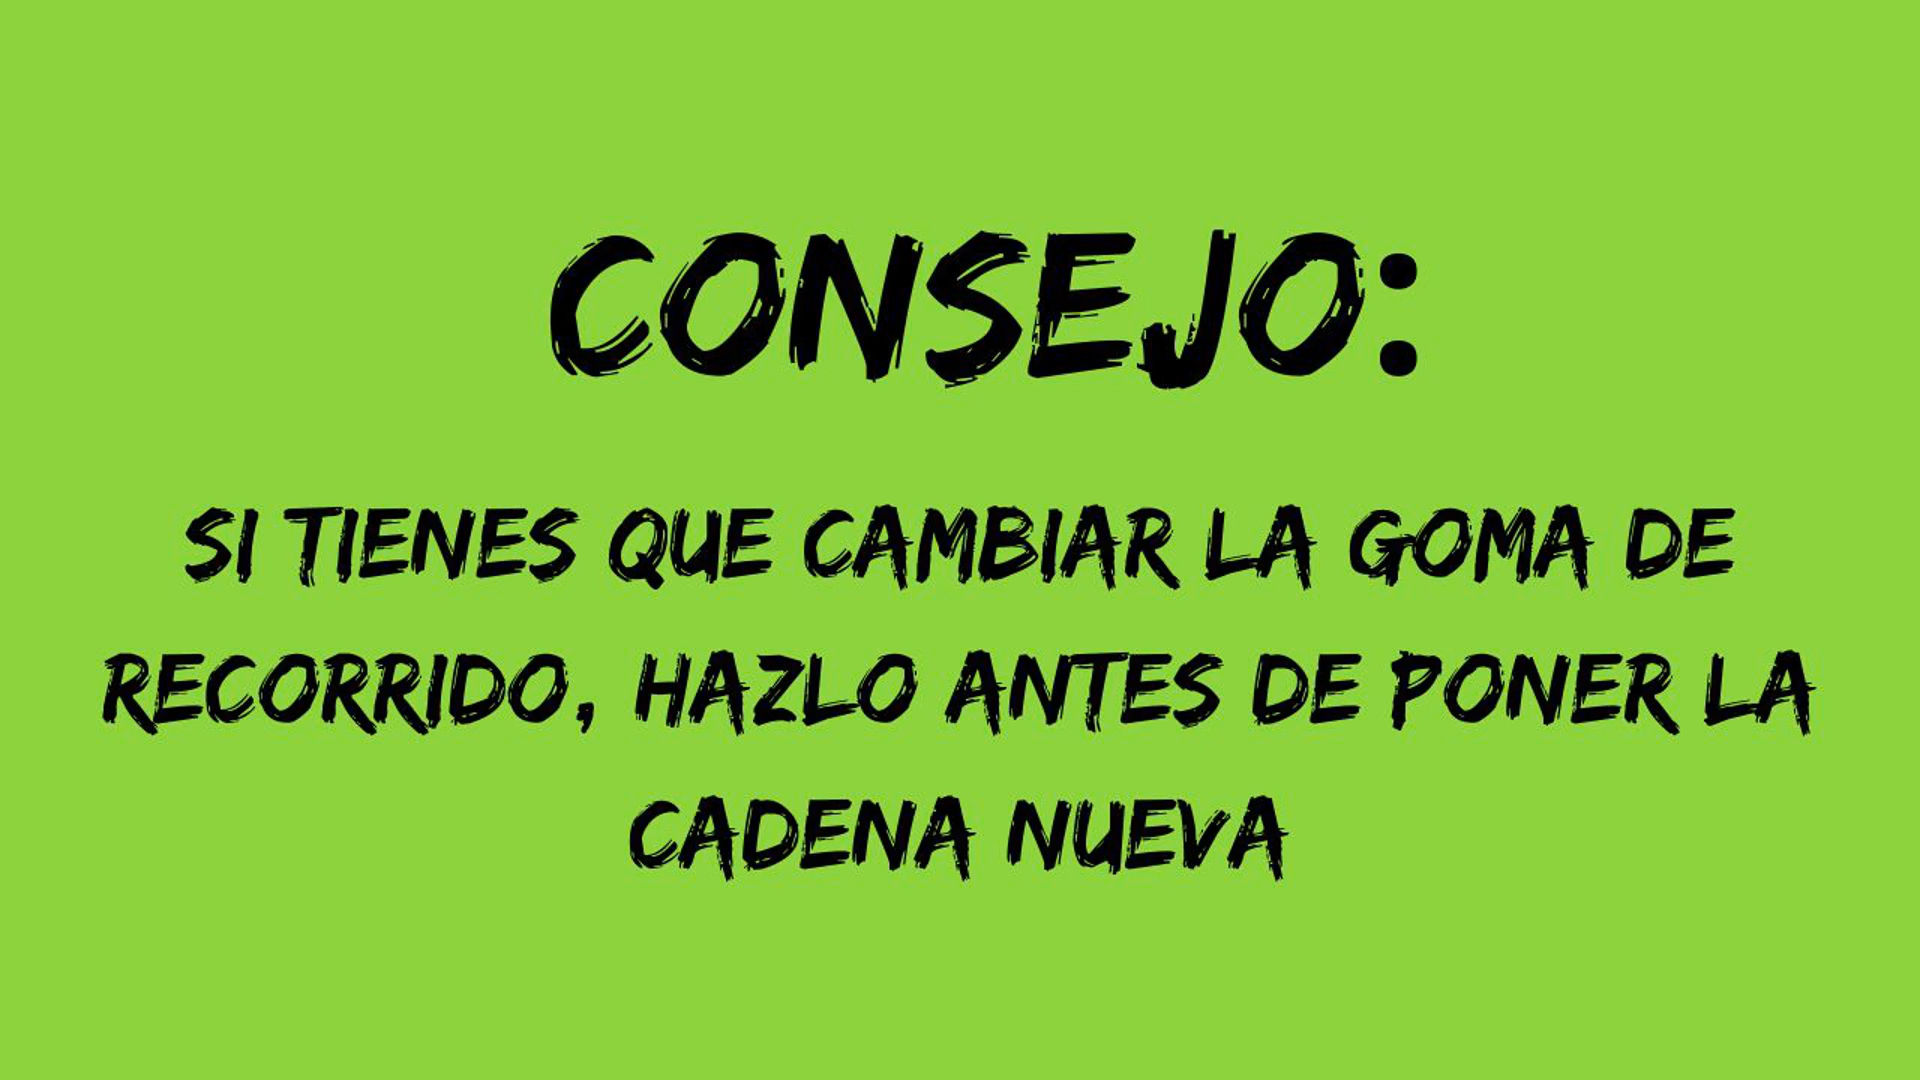 CONSEJO:
SI TIENES QUE CAMBIAR LA GOMA DE
RECORRIDO, HAZLO ANTES DE PONER LA
CADENA NUEVA